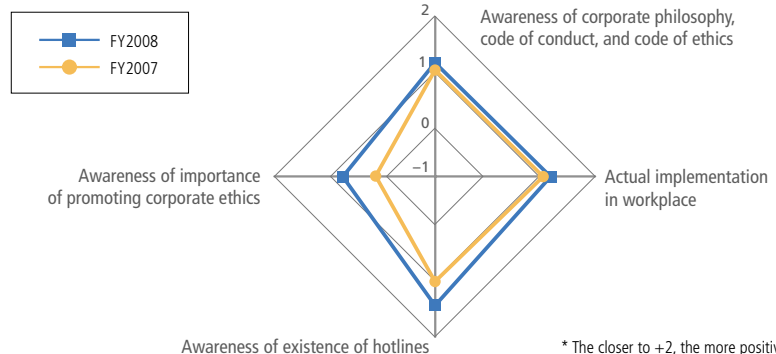 FY2008
FY2007
2
1
0
−1
Awareness of corporate philosophy,
code of conduct, and code of ethics
Awareness of importance
of promoting corporate ethics
Actual implementation
in workplace
Awareness of existence of hotlines
* The closer to +2, the more positive